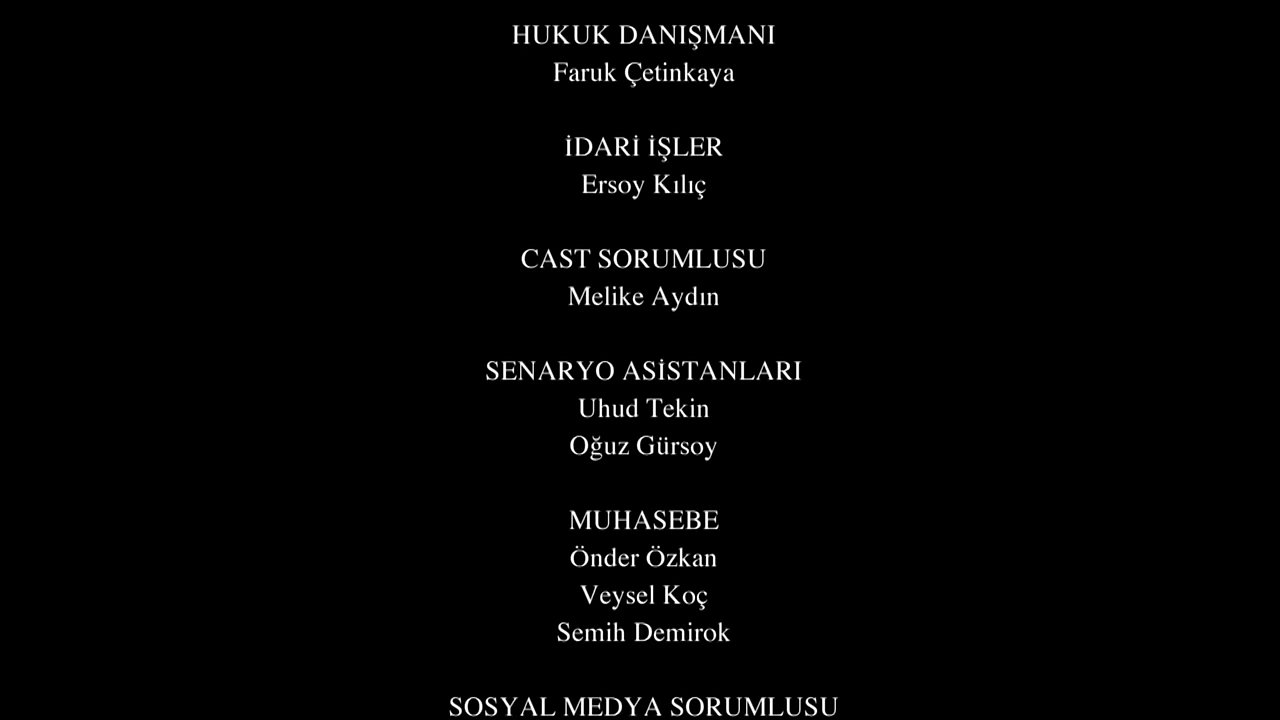 HUKUK DANIŞMANI
Faruk Çetinkaya
İDARİ İŞLER
Ersoy Kılıç
CAST SORUMLUSU
Melike Aydın
SENARYO ASİSTANLARI
Uhud Tekin
Oğuz Gürsoy
MUHASEBE
Önder Özkan
Veysel Koç
Semih Demirok
SOSYAL MEDYA SORUMLUSU